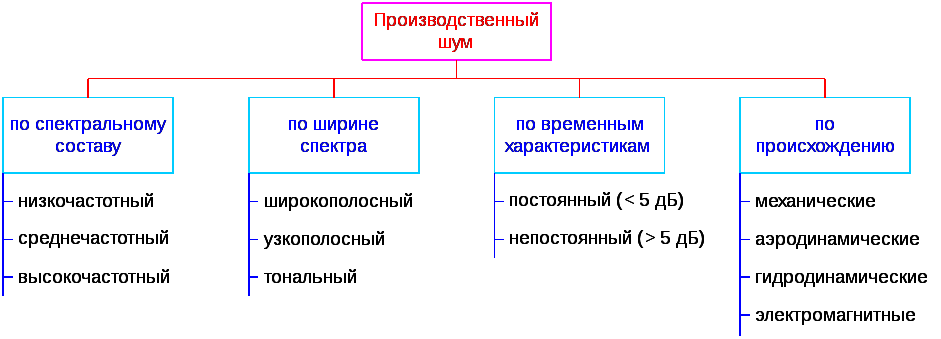 Производственный
шум
по спектральному
составу
низкочастотный
среднечастотный
высокочастотный
по ширине
спектра
широкополосный
узкополосный
тональный
по временным
характеристикам
постоянный (< 5 дБ)
непостоянный (> 5 дБ)
по
происхождению
механические
аэродинамические
гидродинамические
электромагнитные